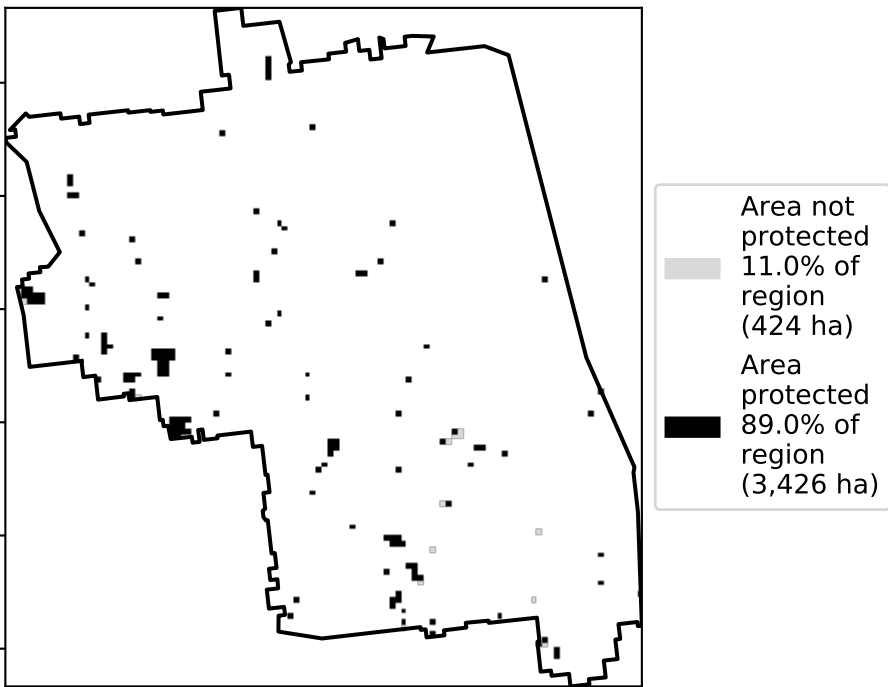 Area not
protected
11.0% of
region
(424 ha)
Area
protected
89.0% of
region
(3,426 ha)